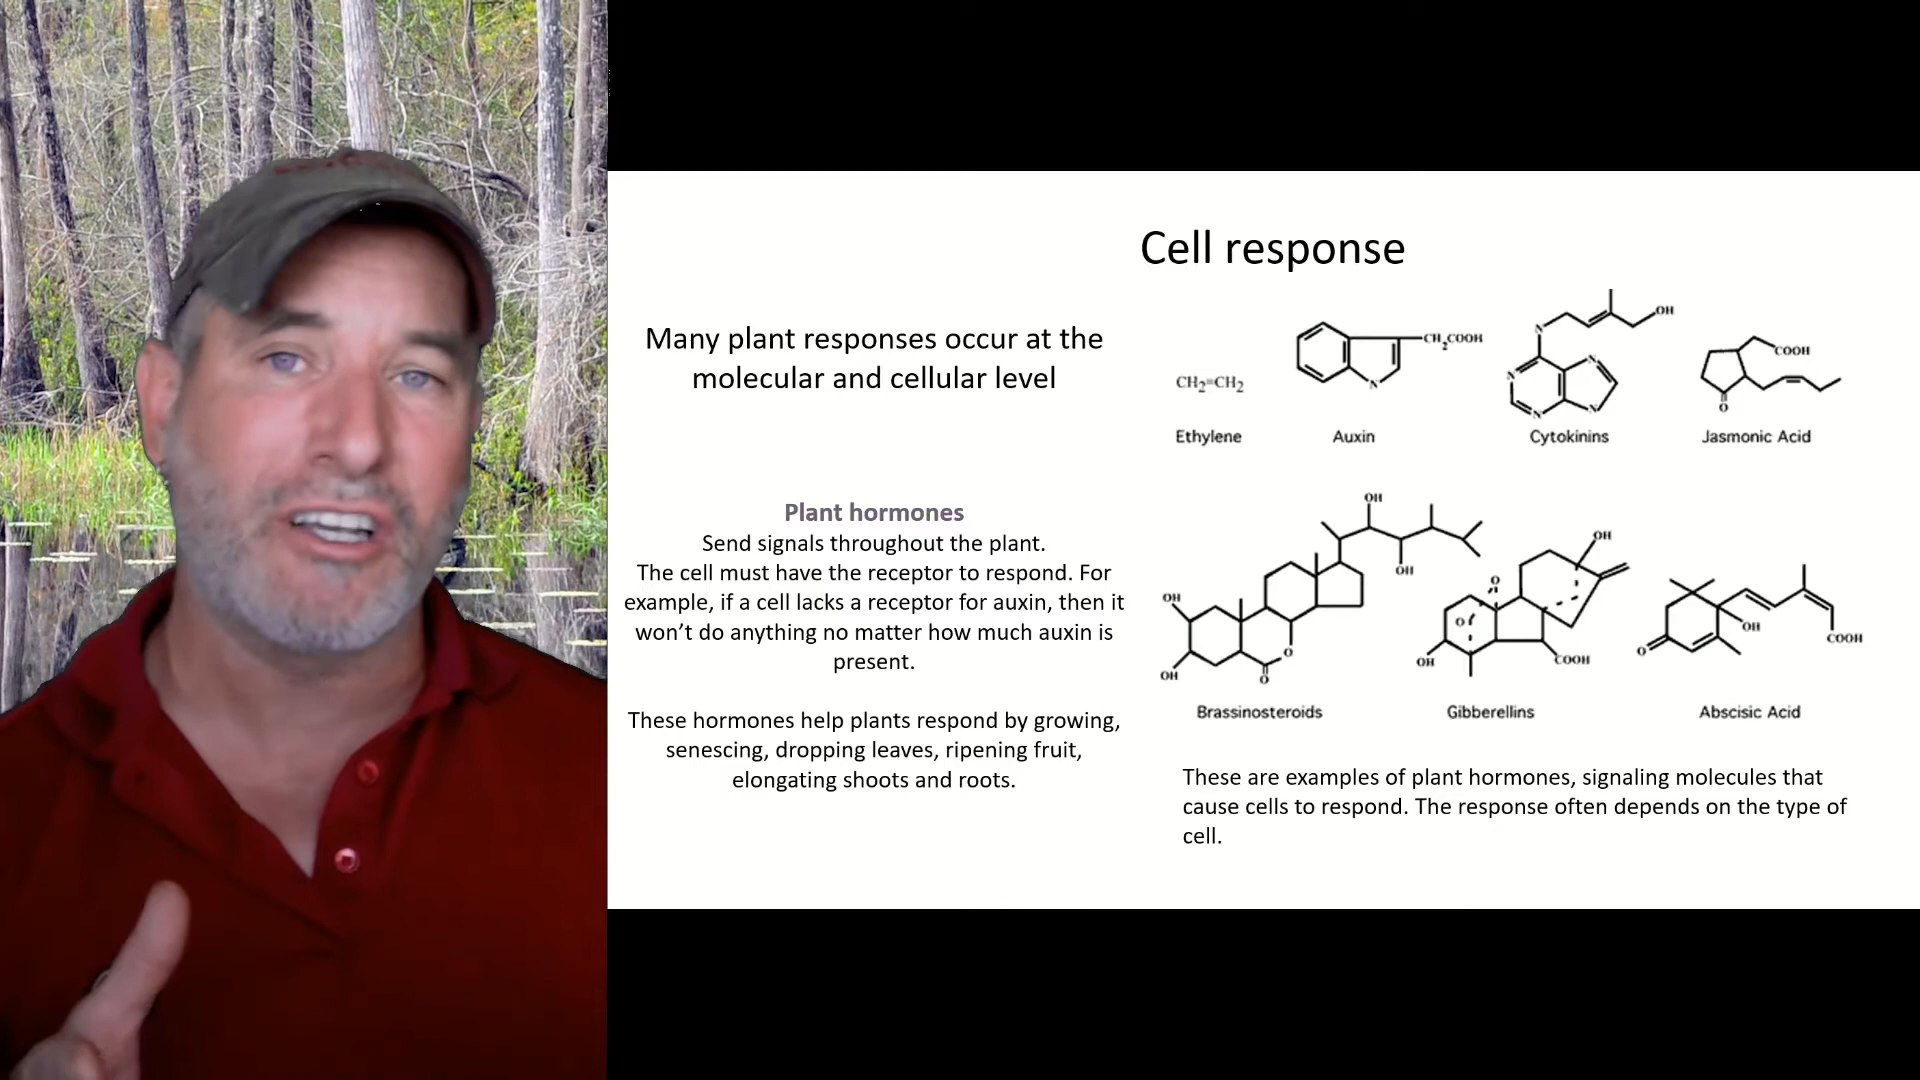 Cell response
Many plant responses occur at the
molecular and cellular level
Plant hormones
Send signals throughout the plant.
The cell must have the receptor to respond. For
example, if a cell lacks a receptor for auxin, then it
won’t do anything no matter how much auxin is
present.
These hormones help plants respond by growing,
senescing, dropping leaves, ripening fruit,
elongating shoots and roots.
CH₂=CH₂
Ethylene
CH₂COOH
N
Auxin
OH
N
N
N
N
N
Cytokinins
COOH
O
Jasmonic Acid
OH
OH
OH
OH
O
O
Brassinosteroids
OH
O
OH
COOH
Gibberellins
OH
O
COOH
Abscisic Acid
These are examples of plant hormones, signaling molecules that
cause cells to respond. The response often depends on the type of
cell.